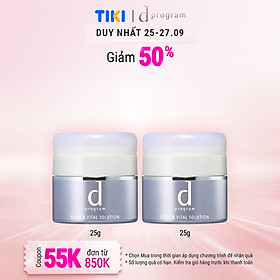 TIKI d program
DUY NHẤT 25-27.09
Giảm 50%
d program
VITAL SOLUTION
d program
VITAL SOLUTION
25g
25g
Coupon 55K đơn từ 850K
* Chọn Mua trong thời gian áp dụng chương trình để nhận quà
* Số lượng quà có hạn. Kiểm tra giỏ hàng trước khi thanh toán